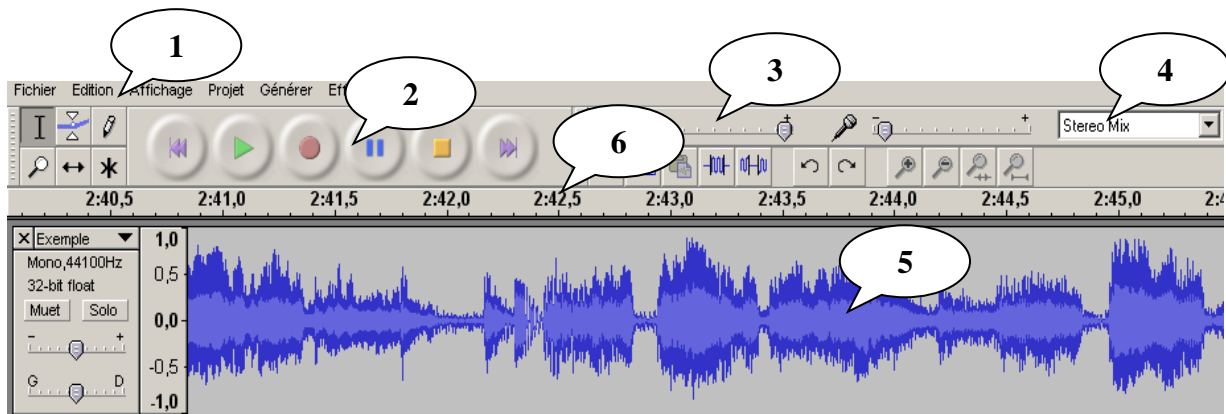 1
2
3
4
6
5
Fichier Edition Affichage Projet Générer
Stereo Mix
2:40,5 2:41,0 2:41,5 2:42,0 2:42,5 2:43,0 2:43,5 2:44,0 2:44,5 2:45,0
Exemple
Mono,44100Hz
32-bit float
Muet Solo
- +
G D
1,0
0,5
0,0
-0,5
-1,0